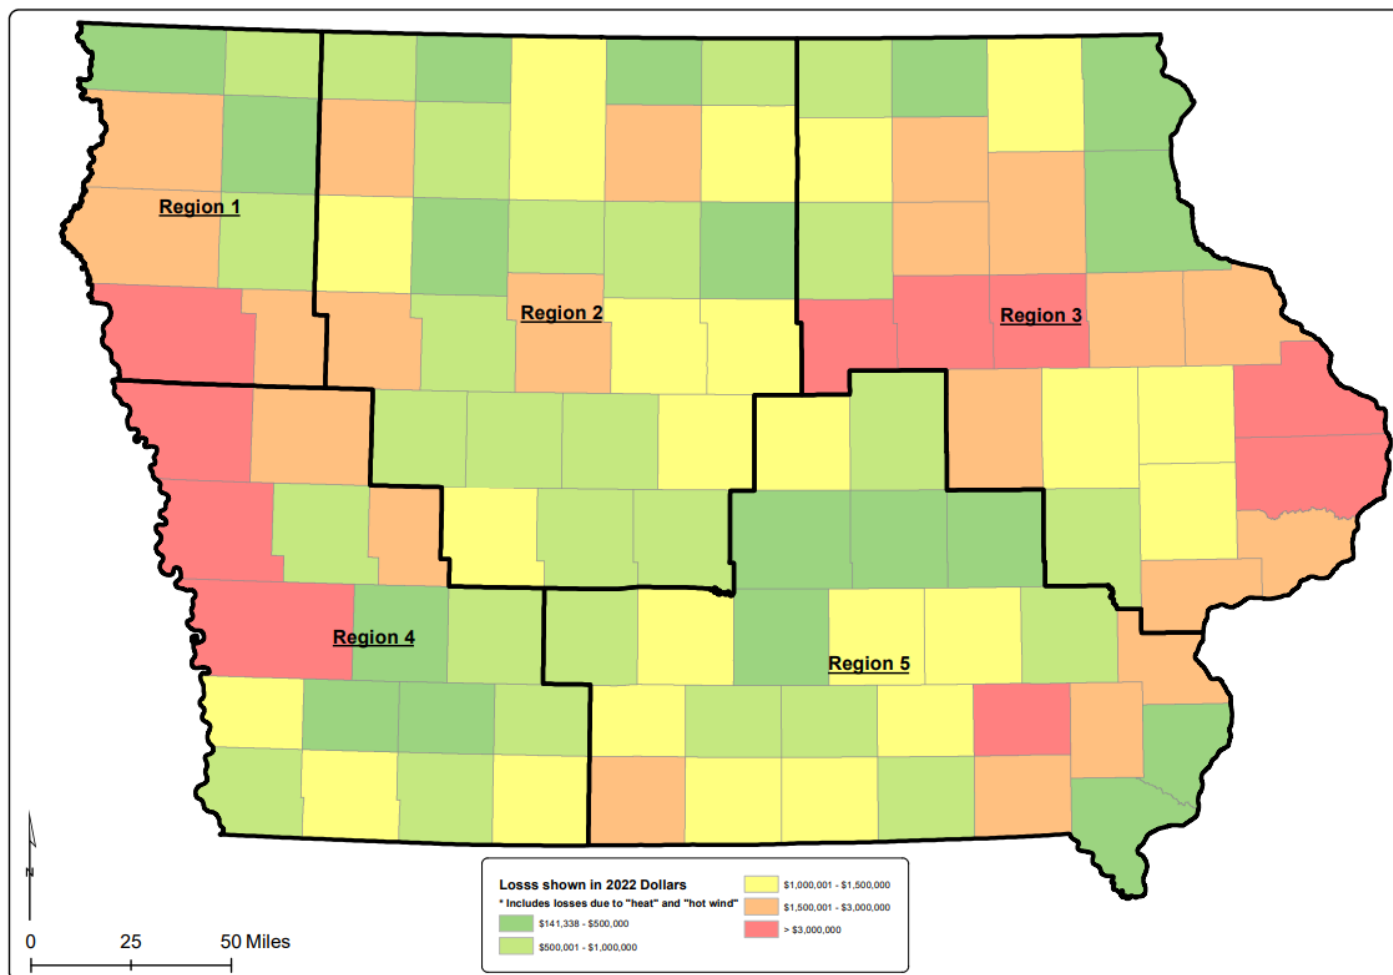 Region 1
Region 2
Region 3
Region 4
Region 5
Losss shown in 2022 Dollars
* Includes losses due to "heat" and "hot wind"
$141,338 - $500,000
$500,001 - $1,000,000
$1,000,001 - $1,500,000
$1,500,001 - $3,000,000
> $3,000,000
N
0 25 50 Miles